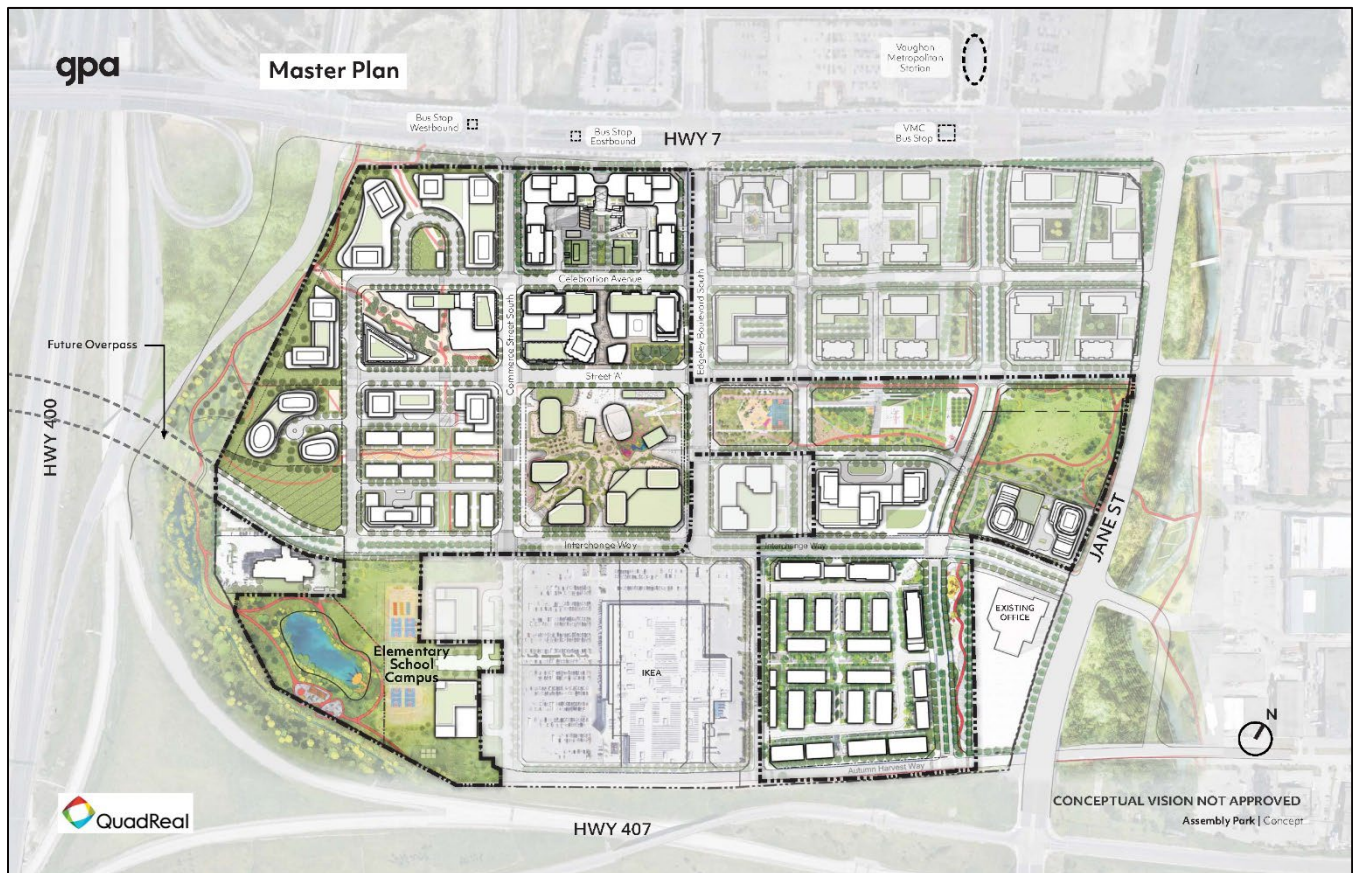 gpa
Master Plan
Vaughan
Metropolitan
Station
Bus Stop
Westbound
Bus Stop
Eastbound
HWY 7
VMC
Bus Stop
Celebration Avenue
Commerce Street South
Edgeley Boulevard South
Future Overpass
Street 'A'
HWY 400
Interchange Way
Interchange Way
JANE ST
EXISTING
OFFICE
Elementary
School
Campus
IKEA
N
Autumn Harvest Way
QuadReal
HWY 407
CONCEPTUAL VISION NOT APPROVED
Assembly Park | Concept